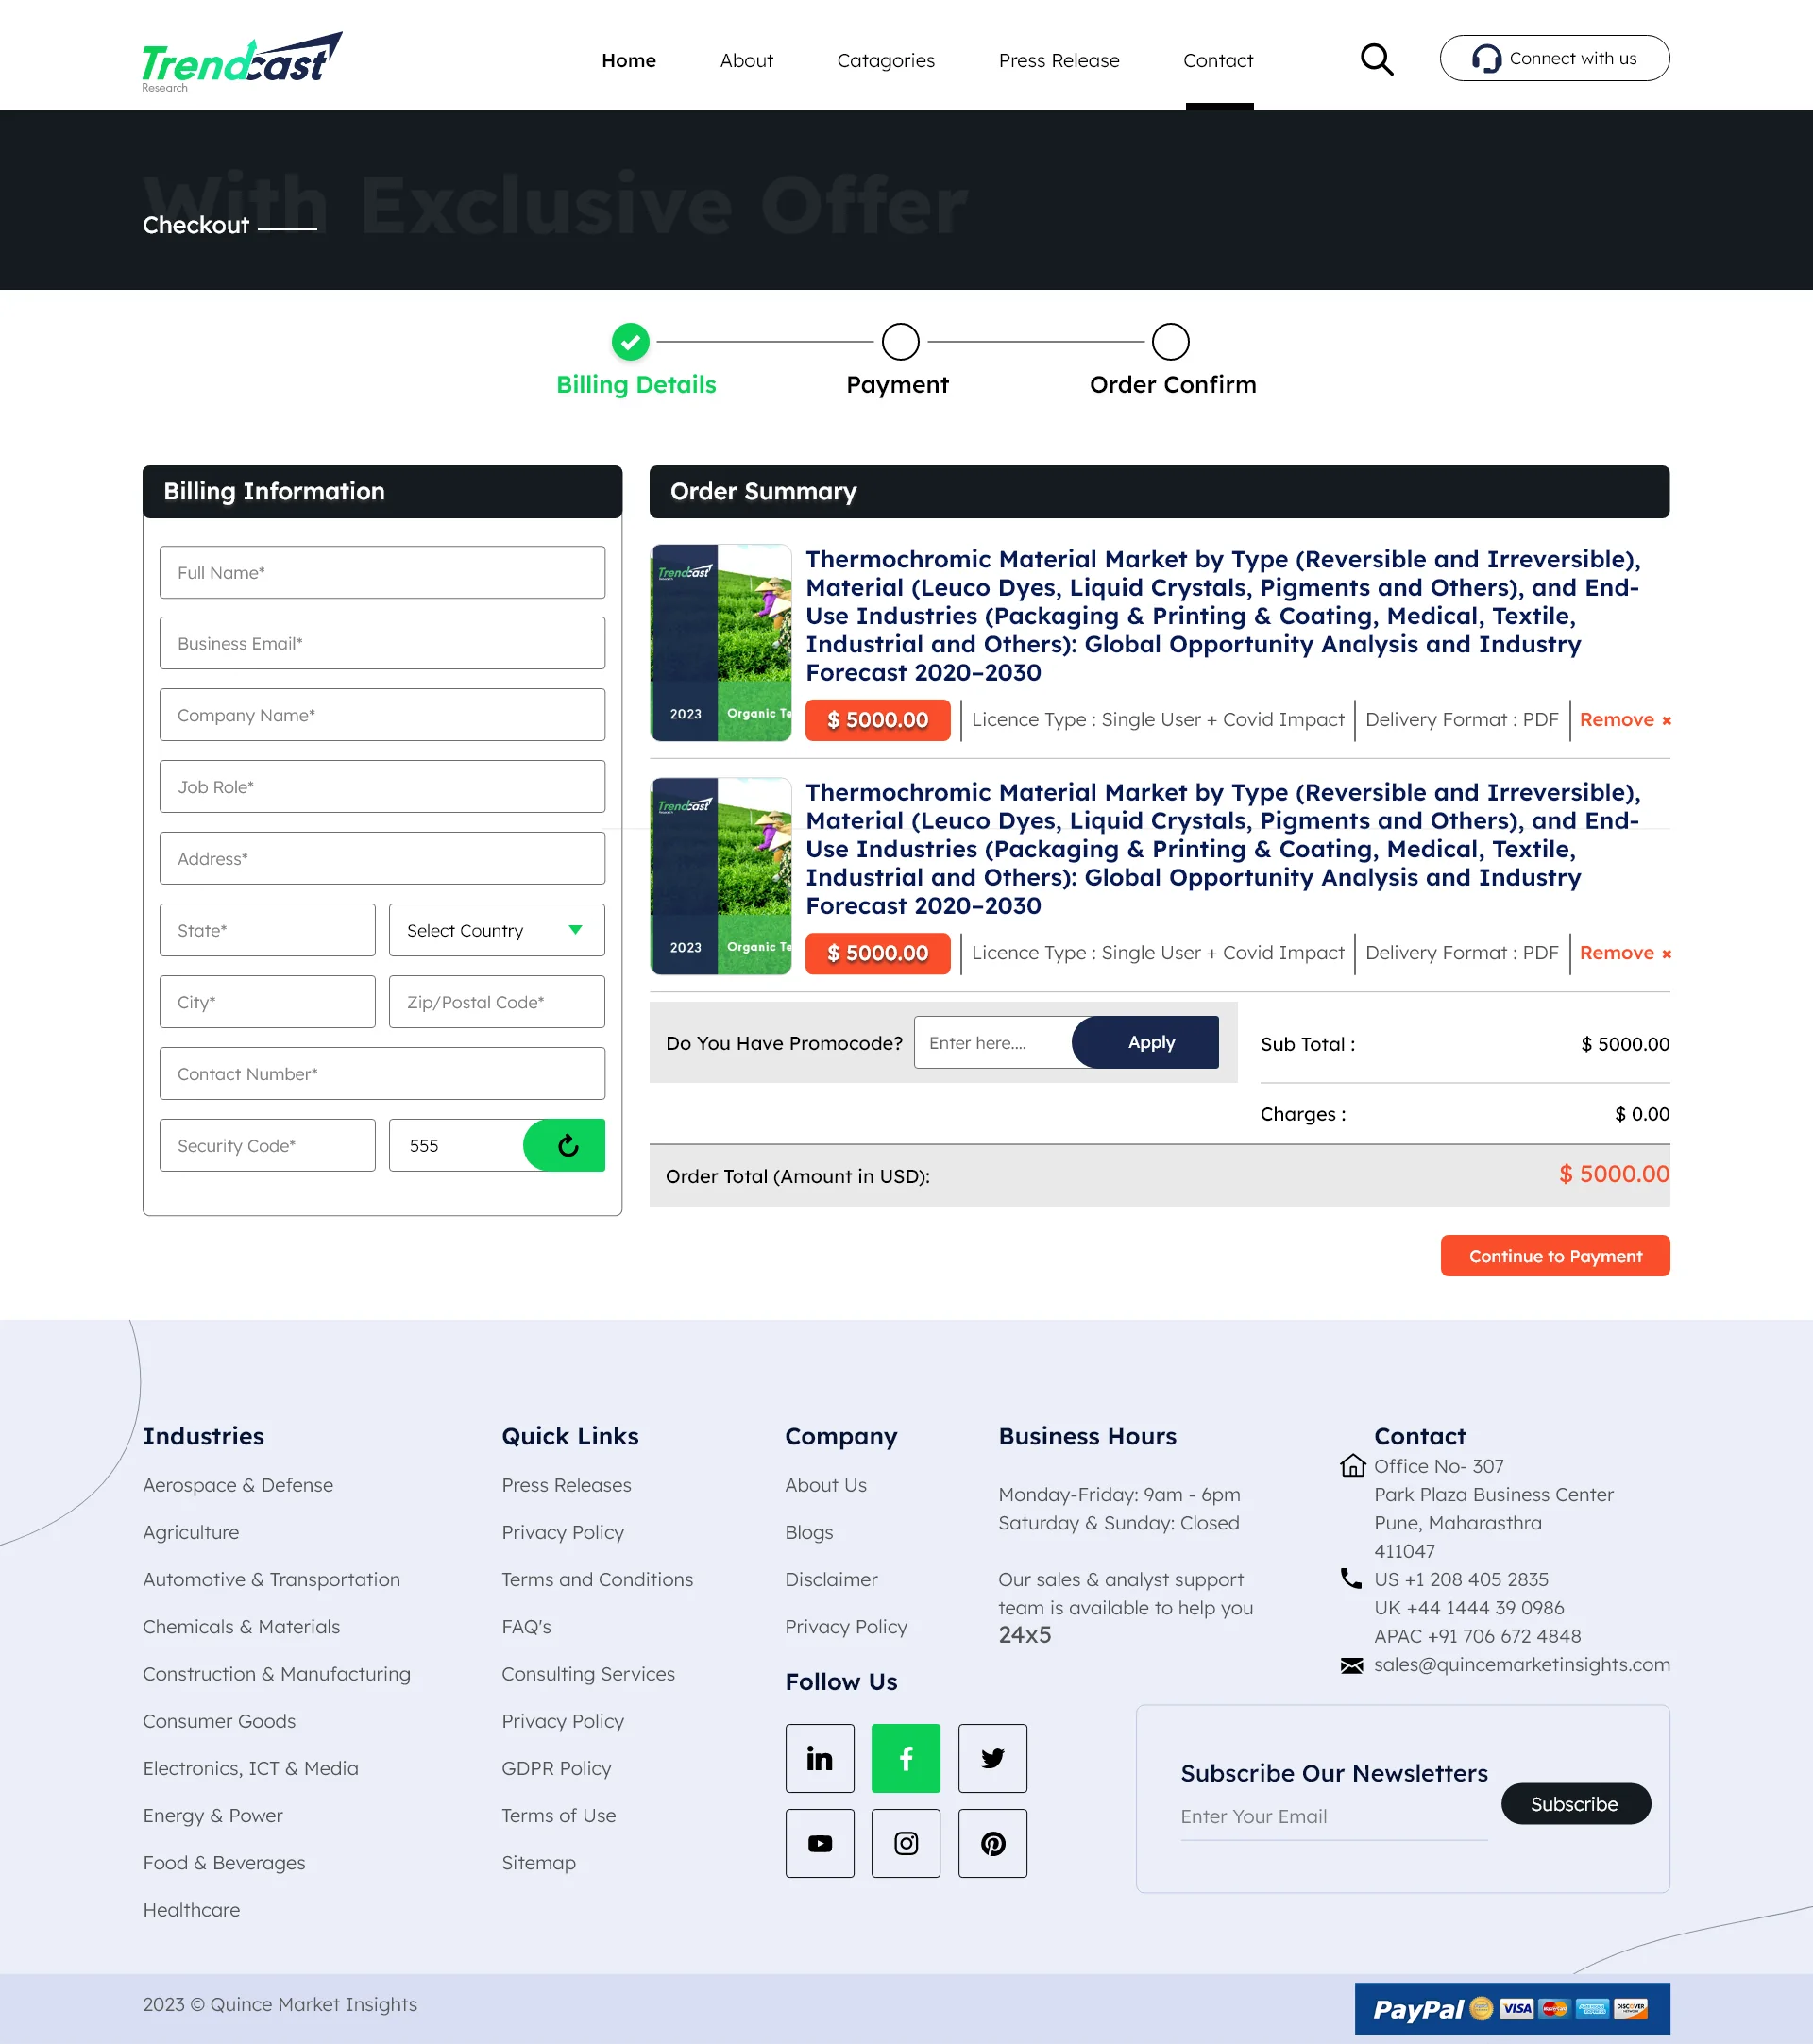 Trendcast
Research
Home
About
Catagories
Press Release
Contact
Connect with us
With Exclusive Offer
Checkout
Billing Details
Payment
Order Confirm
Billing Information
Full Name*
Business Email*
Company Name*
Job Role*
Address*
State*
Select Country
City*
Zip/Postal Code*
Contact Number*
Security Code*
555
Order Summary
Trendcast
Research
2023
Organic Te
Thermochromic Material Market by Type (Reversible and Irreversible),
Material (Leuco Dyes, Liquid Crystals, Pigments and Others), and End-
Use Industries (Packaging & Printing & Coating, Medical, Textile,
Industrial and Others): Global Opportunity Analysis and Industry
Forecast 2020–2030
$ 5000.00
Licence Type : Single User + Covid Impact
Delivery Format : PDF
Remove ×
Trendcast
Research
2023
Organic Te
Thermochromic Material Market by Type (Reversible and Irreversible),
Material (Leuco Dyes, Liquid Crystals, Pigments and Others), and End-
Use Industries (Packaging & Printing & Coating, Medical, Textile,
Industrial and Others): Global Opportunity Analysis and Industry
Forecast 2020–2030
$ 5000.00
Licence Type : Single User + Covid Impact
Delivery Format : PDF
Remove ×
Do You Have Promocode?
Enter here....
Apply
Sub Total :
$ 5000.00
Charges :
$ 0.00
Order Total (Amount in USD):
$ 5000.00
Continue to Payment
Industries
Aerospace & Defense
Agriculture
Automotive & Transportation
Chemicals & Materials
Construction & Manufacturing
Consumer Goods
Electronics, ICT & Media
Energy & Power
Food & Beverages
Healthcare
Quick Links
Press Releases
Privacy Policy
Terms and Conditions
FAQ's
Consulting Services
Privacy Policy
GDPR Policy
Terms of Use
Sitemap
Company
About Us
Blogs
Disclaimer
Privacy Policy
Follow Us
Business Hours
Monday-Friday: 9am - 6pm
Saturday & Sunday: Closed
Our sales & analyst support
team is available to help you
24x5
Contact
Office No- 307
Park Plaza Business Center
Pune, Maharasthra
411047
US +1 208 405 2835
UK +44 1444 39 0986
APAC +91 706 672 4848
sales@quincemarketinsights.com
Subscribe Our Newsletters
Enter Your Email
Subscribe
2023 © Quince Market Insights
PayPal
VISA
MasterCard
DISCOVER